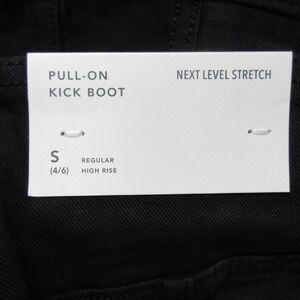 PULL-ON
KICK BOOT
NEXT LEVEL STRETCH
S
(4/6)
REGULAR
HIGH RISE